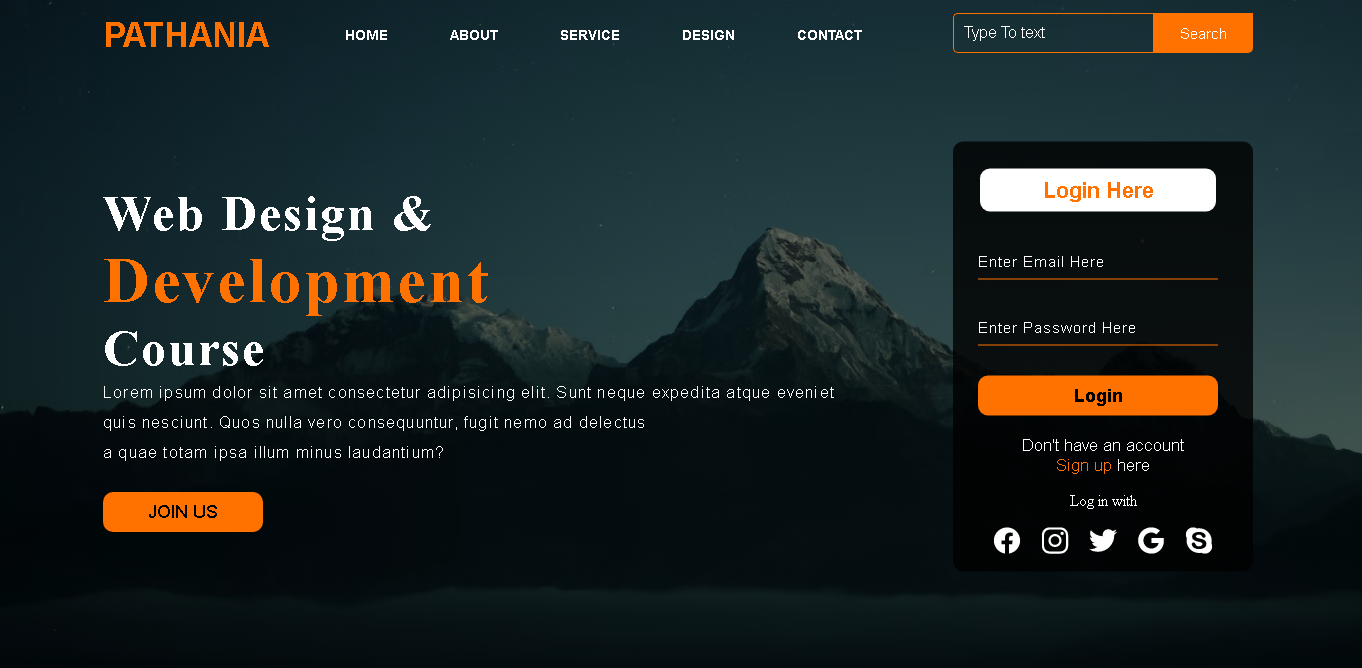 PATHANIA
HOME ABOUT SERVICE DESIGN CONTACT
Type To text Search
Web Design &
Development
Course
Lorem ipsum dolor sit amet consectetur adipisicing elit. Sunt neque expedita atque eveniet
quis nesciunt. Quos nulla vero consequuntur, fugit nemo ad delectus
a quae totam ipsa illum minus laudantium?
JOIN US
Login Here
Enter Email Here
Enter Password Here
Login
Don't have an account
Sign up here
Log in with